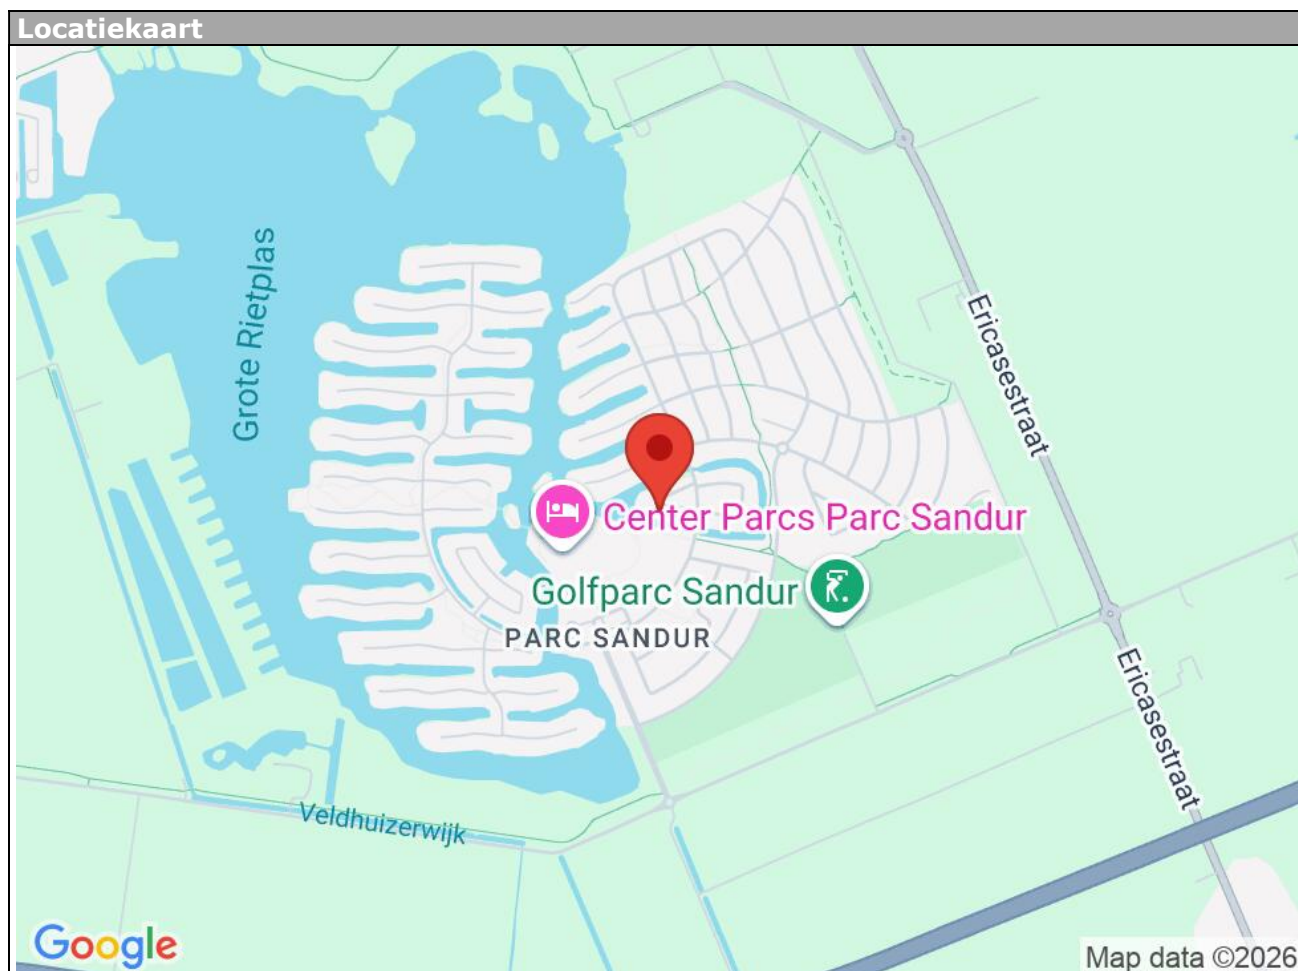 Locatiekaart
Grote Rietplas
Ericasestraat
Center Parcs Parc Sandur
Golfparc Sandur
PARC SANDUR
Ericasestraat
Veldhuizerwijk
Google
Map data ©2026